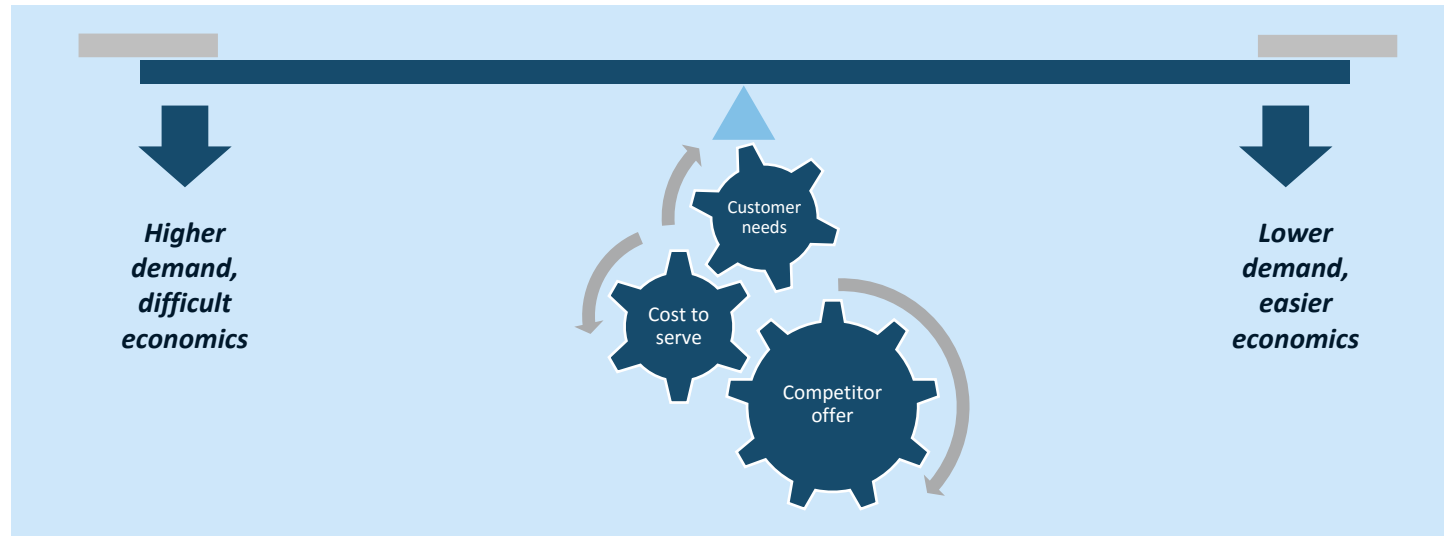 Higher
demand,
difficult
economics
Customer
needs
Cost to
serve
Competitor
offer
Lower
demand,
easier
economics